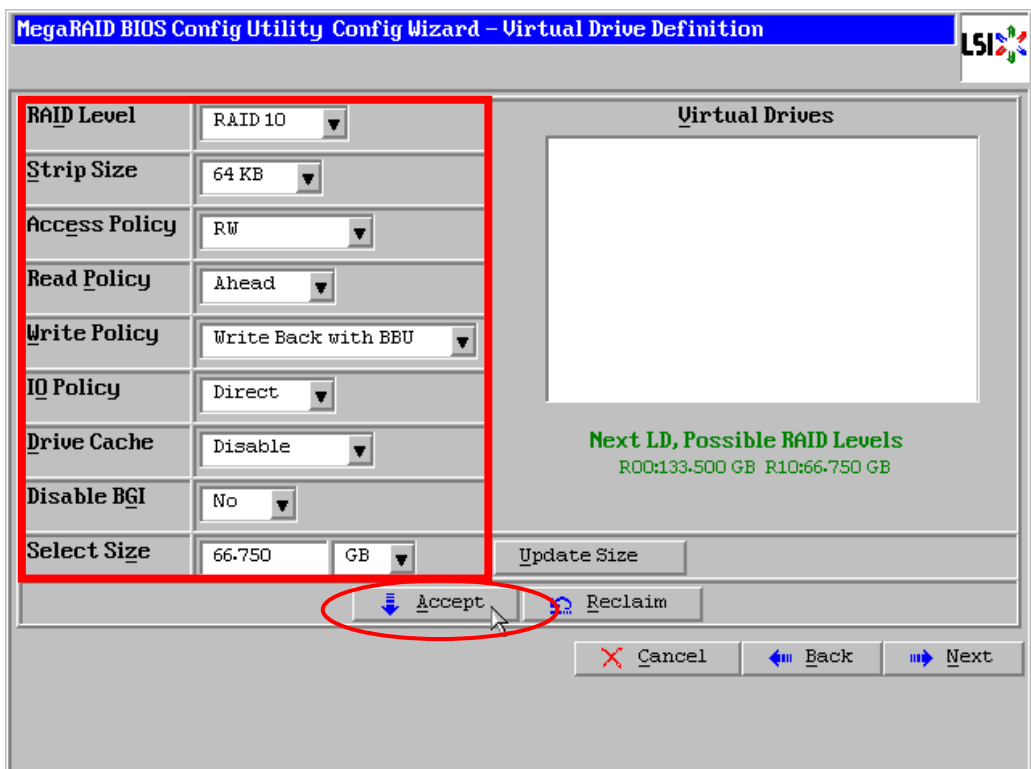 MegaRAID BIOS Config Utility Config Wizard – Virtual Drive Definition
LSI
RAID Level
RAID 10
Strip Size
64 KB
Access Policy
RW
Read Policy
Ahead
Write Policy
Write Back with BBU
IO Policy
Direct
Drive Cache
Disable
Disable BGI
No
Select Size
66.750
GB
Virtual Drives
Next LD, Possible RAID Levels
R00:133.500 GB R10:66.750 GB
Update Size
Accept
Reclaim
Cancel
Back
Next